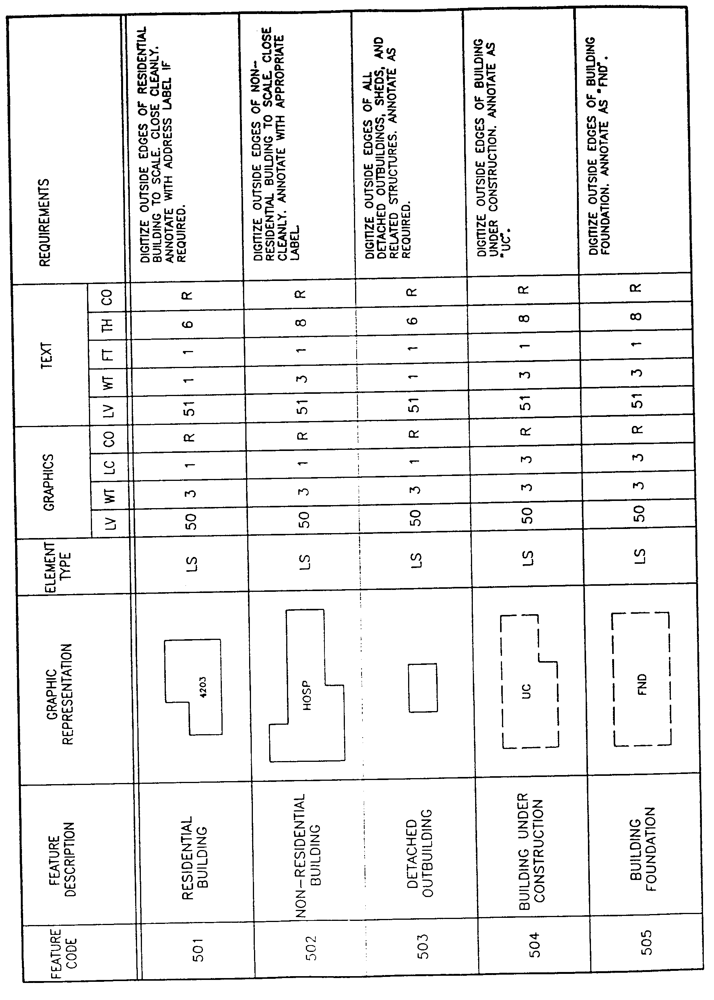 FEATURE
CODE
FEATURE
DESCRIPTION
GRAPHIC
REPRESENTATION
ELEMENT
TYPE
GRAPHICS
LV WT LC CO
TEXT
LV WT FT TH CO
REQUIREMENTS
501
RESIDENTIAL
BUILDING
4203
LS
50 3 1 R
51 1 1 6 R
DIGITIZE OUTSIDE EDGES OF RESIDENTIAL
BUILDING TO SCALE. CLOSE CLEANLY.
ANNOTATE WITH ADDRESS LABEL IF
REQUIRED.
502
NON-RESIDENTIAL
BUILDING
HOSP
LS
50 3 1 R
51 3 1 8 R
DIGITIZE OUTSIDE EDGES OF NON-
RESIDENTIAL BUILDING TO SCALE. CLOSE
CLEANLY. ANNOTATE WITH APPROPRIATE
LABEL.
503
DETACHED
OUTBUILDING
LS
50 3 1 R
51 1 1 6 R
DIGITIZE OUTSIDE EDGES OF ALL
DETACHED OUTBUILDINGS, SHEDS, AND
RELATED STRUCTURES. ANNOTATE AS
REQUIRED.
504
BUILDING UNDER
CONSTRUCTION
UC
LS
50 3 3 R
51 3 1 8 R
DIGITIZE OUTSIDE EDGES OF BUILDING
UNDER CONSTRUCTION. ANNOTATE AS
"UC".
505
BUILDING
FOUNDATION
FND
LS
50 3 3 R
51 3 1 8 R
DIGITIZE OUTSIDE EDGES OF BUILDING
FOUNDATION. ANNOTATE AS "FND".